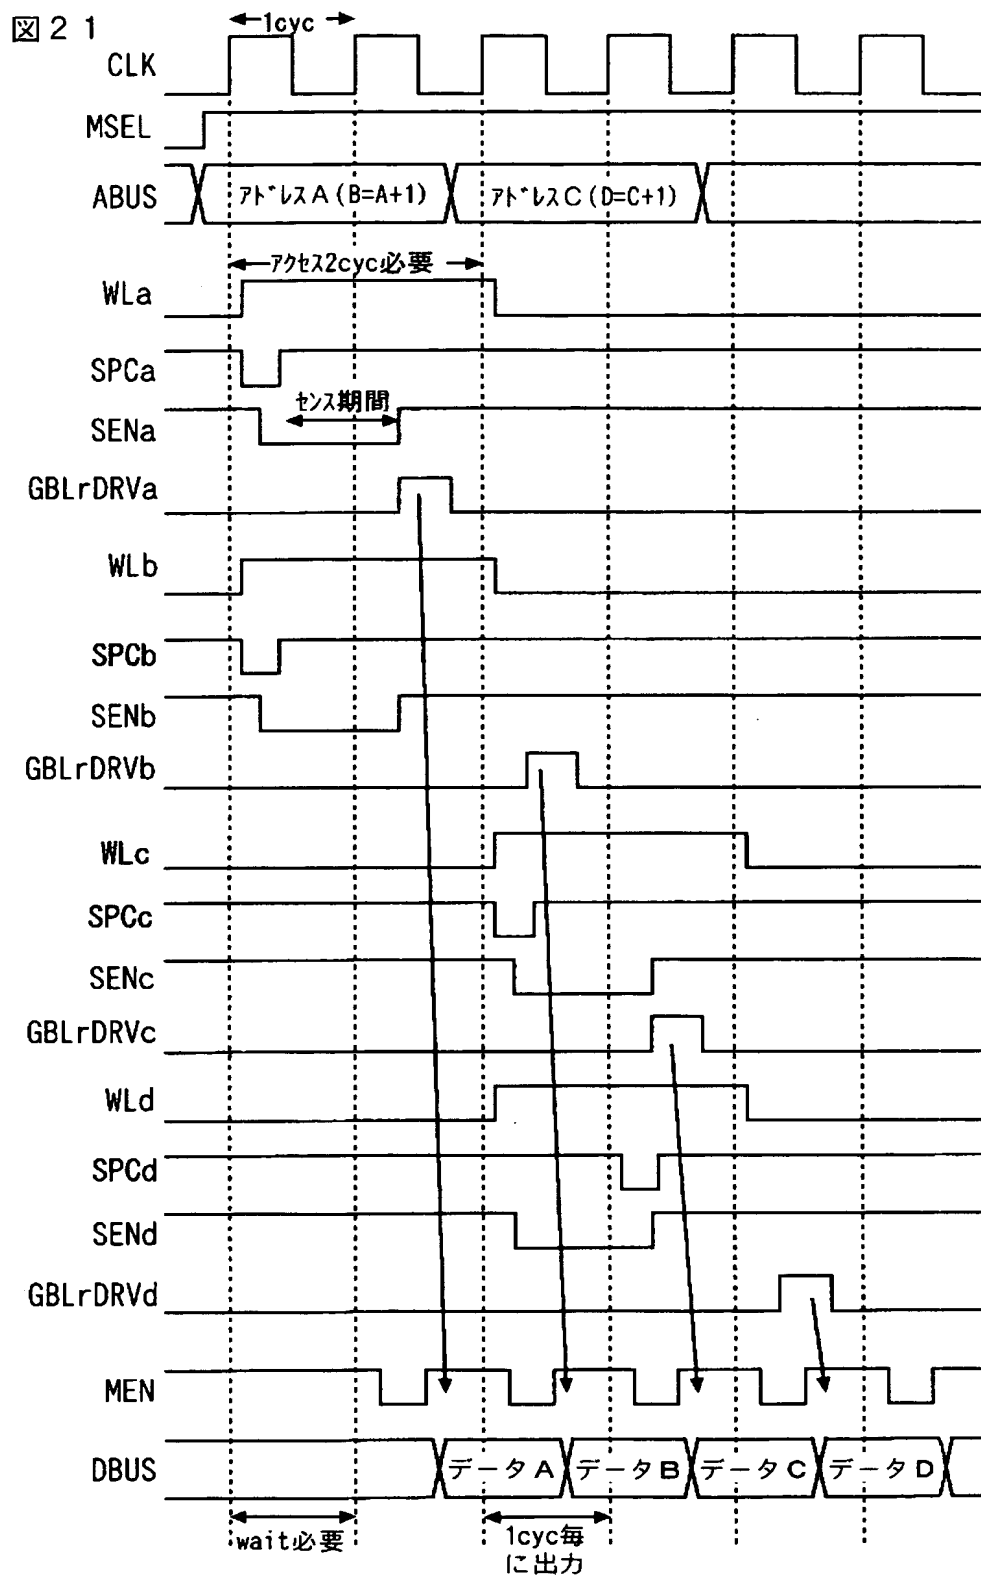 図２１
1cyc
CLK
MSEL
ABUS
ｱﾄﾞﾚｽA(B=A+1)
ｱﾄﾞﾚｽC(D=C+1)
ｱｸｾｽ2cyc必要
WLa
SPCa
ｾﾝｽ期間
SENa
GBLrDRVa
WLb
SPCb
SENb
GBLrDRVb
WLc
SPCc
SENc
GBLrDRVc
WLd
SPCd
SENd
GBLrDRVd
MEN
DBUS
データA
データB
データC
データD
wait必要
1cyc毎
に出力